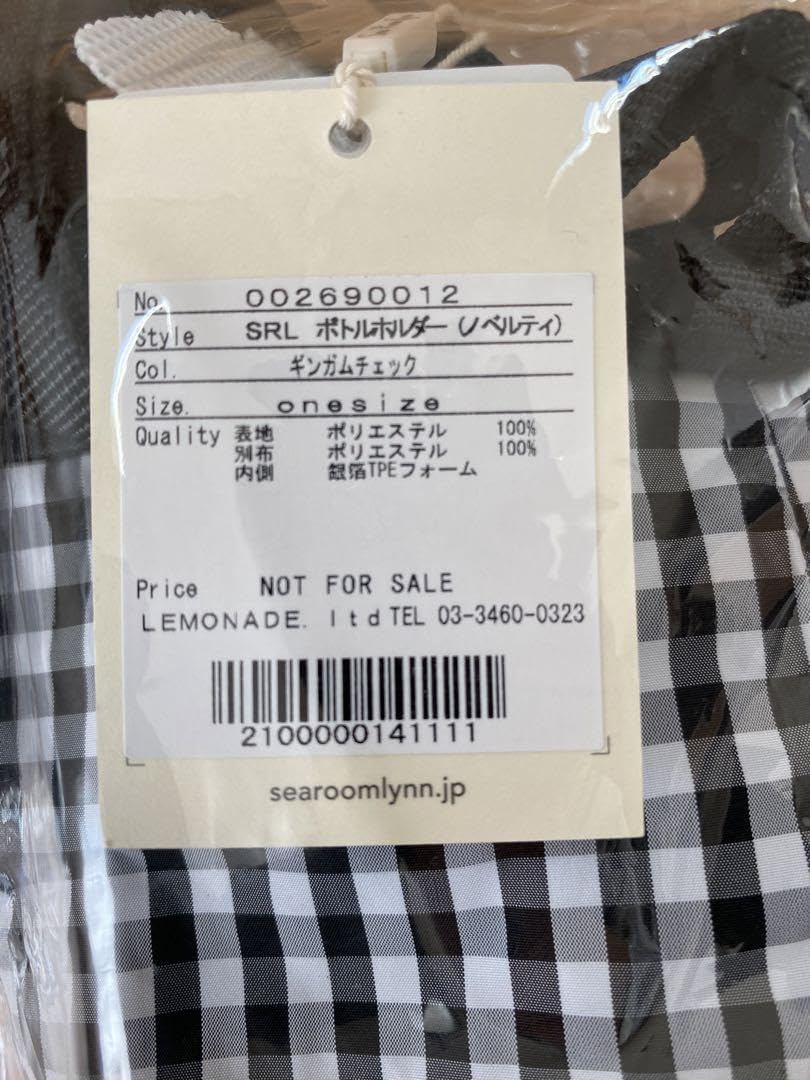 No. 002690012
Style SRL ボトルホルダー(ノベルティ)
Col. ギンガムチェック
Size. onesize
Quality 表地 ポリエステル 100%
別布 ポリエステル 100%
内側 銀箔TPEフォーム
Price NOT FOR SALE
LEMONADE. ltd TEL 03-3460-0323
2100000141111
searoomlynn.jp